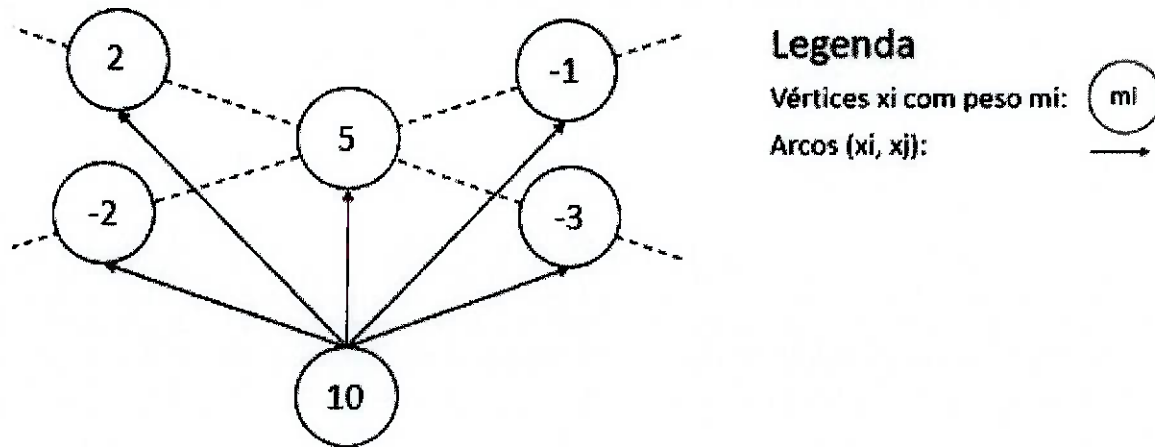 2
-1
5
-2
-3
10
Legenda
Vértices xi com peso mi:
mi
Arcos (xi, xj):